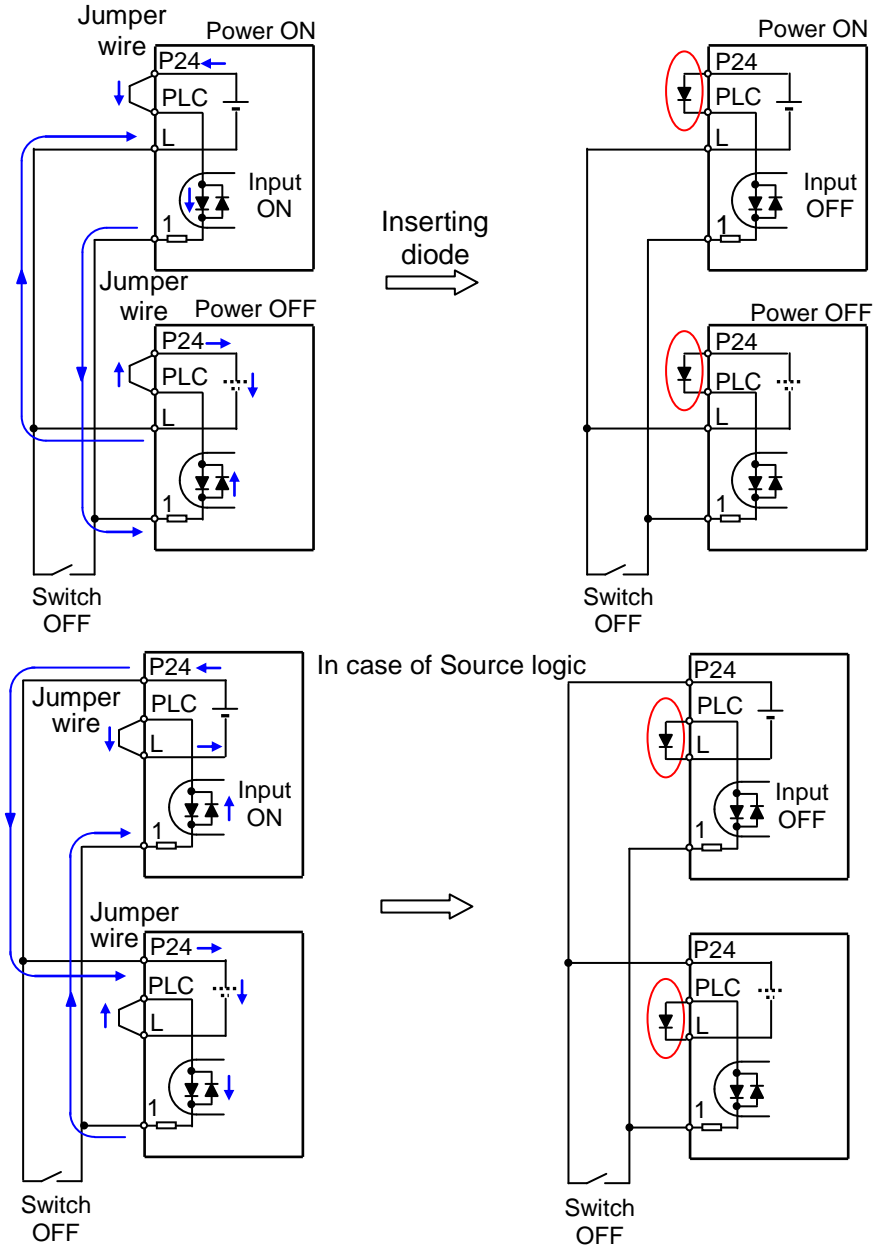 Jumper
wire
Power ON
P24
PLC
L
Input
ON
1
Jumper
wire
Power OFF
P24
PLC
L
1
Switch
OFF
Inserting
diode
Power ON
P24
PLC
L
Input
OFF
1
Power OFF
P24
PLC
L
1
Switch
OFF
In case of Source logic
P24
Jumper
wire
PLC
L
Input
ON
1
Jumper
wire
P24
PLC
L
1
Switch
OFF
P24
PLC
L
Input
OFF
1
P24
PLC
L
1
Switch
OFF